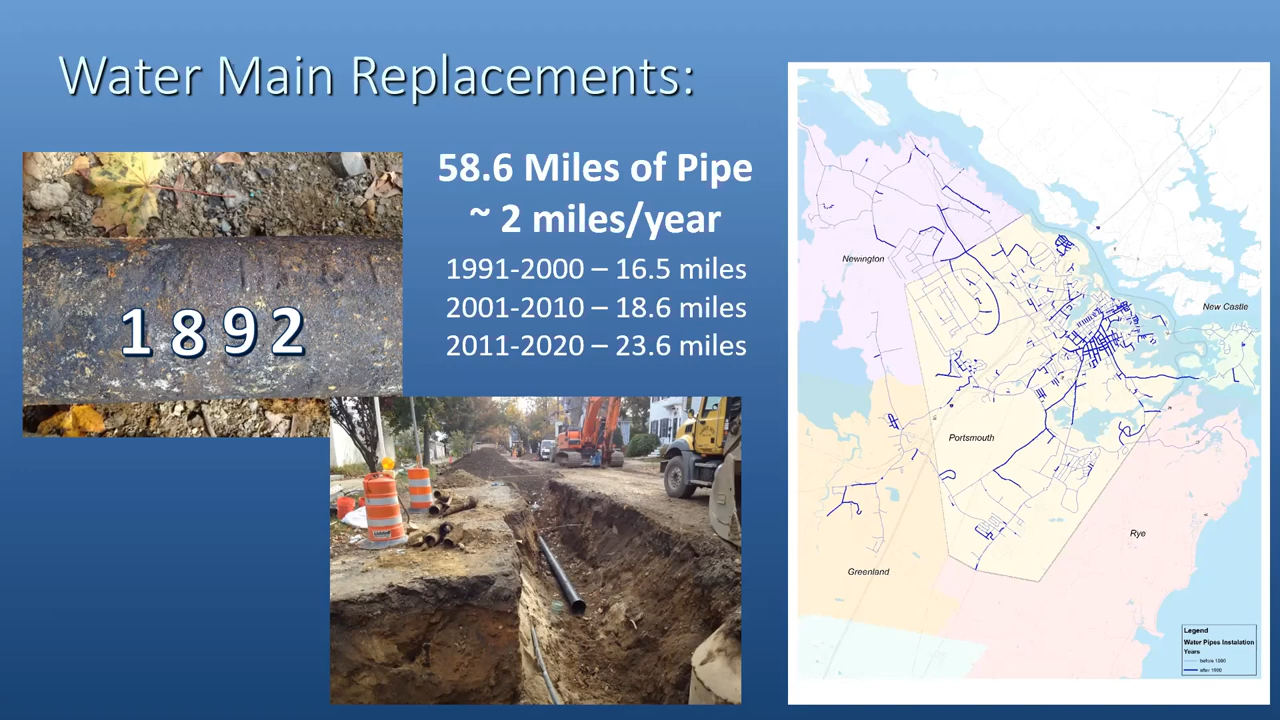 Water Main Replacements:
58.6 Miles of Pipe
~ 2 miles/year
1991-2000 – 16.5 miles
2001-2010 – 18.6 miles
2011-2020 – 23.6 miles
1892
Newington
New Castle
Portsmouth
Rye
Greenland
Legend
Water Pipes Instalation
Years
before 1990
after 1990